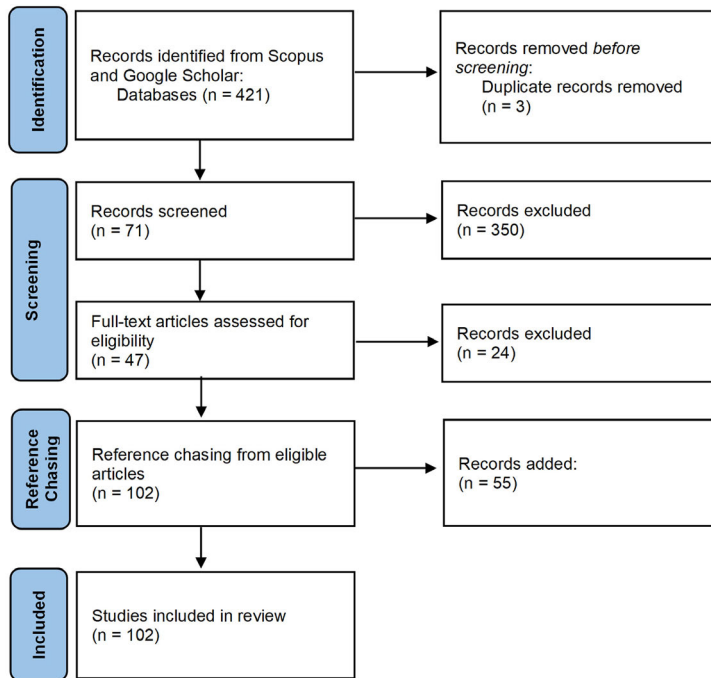 Identification
Records identified from Scopus
and Google Scholar:
Databases (n = 421)
Records removed before
screening:
Duplicate records removed
(n = 3)
Screening
Records screened
(n = 71)
Records excluded
(n = 350)
Full-text articles assessed for
eligibility
(n = 47)
Records excluded
(n = 24)
Reference
Chasing
Reference chasing from eligible
articles
(n = 102)
Records added:
(n = 55)
Included
Studies included in review
(n = 102)